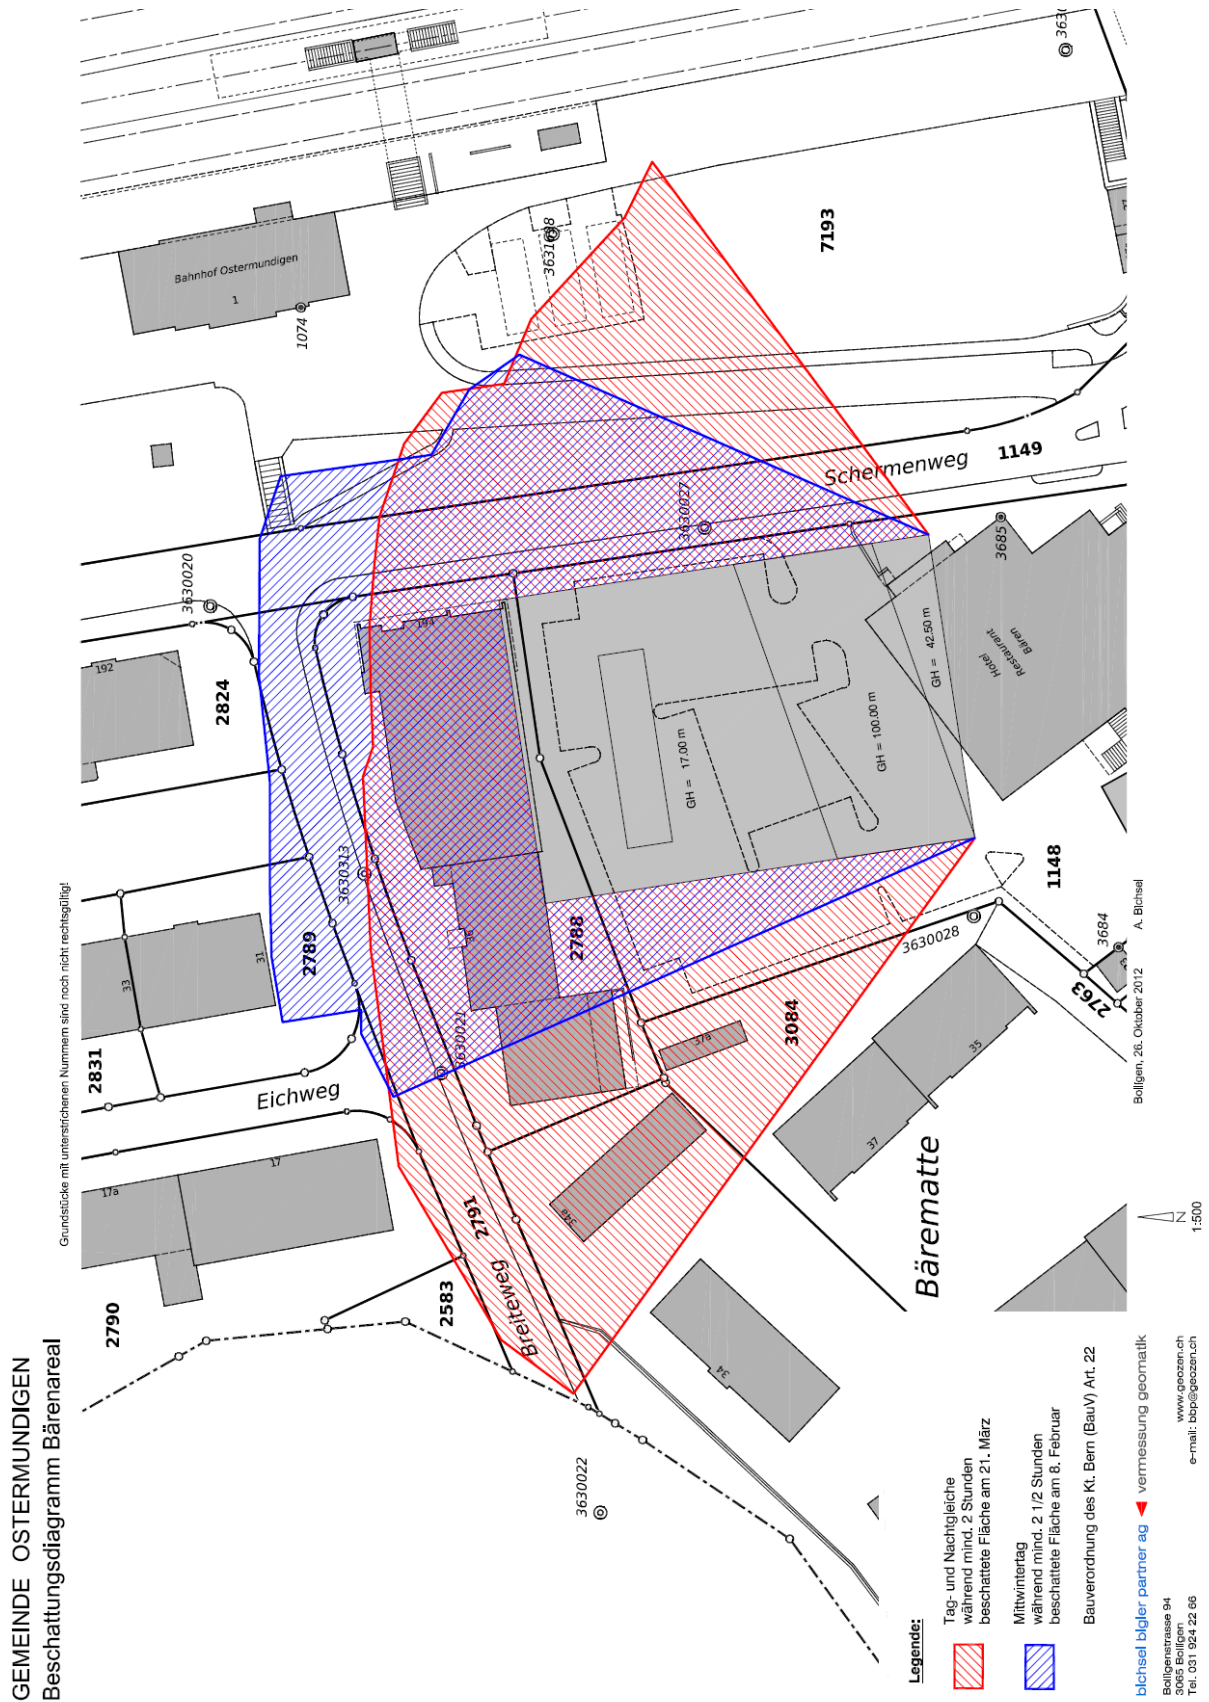 GEMEINDE OSTERMUNDIGEN
Beschattungsdiagramm Bärenareal
Grundstücke mit unterstrichenen Nummern sind noch nicht rechtsgültig!
2790
17a
17
2583
2831
33
31
Eichweg
2789
2824
192
3630020
3630313
3630021
2791
Breiteweg
3630022
Bahnhof Ostermundigen
1
1074
3631098
7193
3630027
Schermenweg
1149
194
36
2788
GH = 17.00 m
GH = 100.00 m
GH = 42.50 m
Hotel
Restaurant
Bären
3685
1148
3630028
3684
2763
3084
37a
34a
35
37
34
Bärematte
Legende:
Tag- und Nachtgleiche
während mind. 2 Stunden
beschattete Fläche am 21. März
Mittwintertag
während mind. 2 1/2 Stunden
beschattete Fläche am 8. Februar
Bauverordnung des Kt. Bern (BauV) Art. 22
Bolligen, 26. Oktober 2012
A. Bichsel
N
1:500
bichsel bigler partner ag vermessung geomatik
Bolligenstrasse 94
3065 Bolligen
Tel. 031 924 22 66
www.geozen.ch
e-mail: bbp@geozen.ch